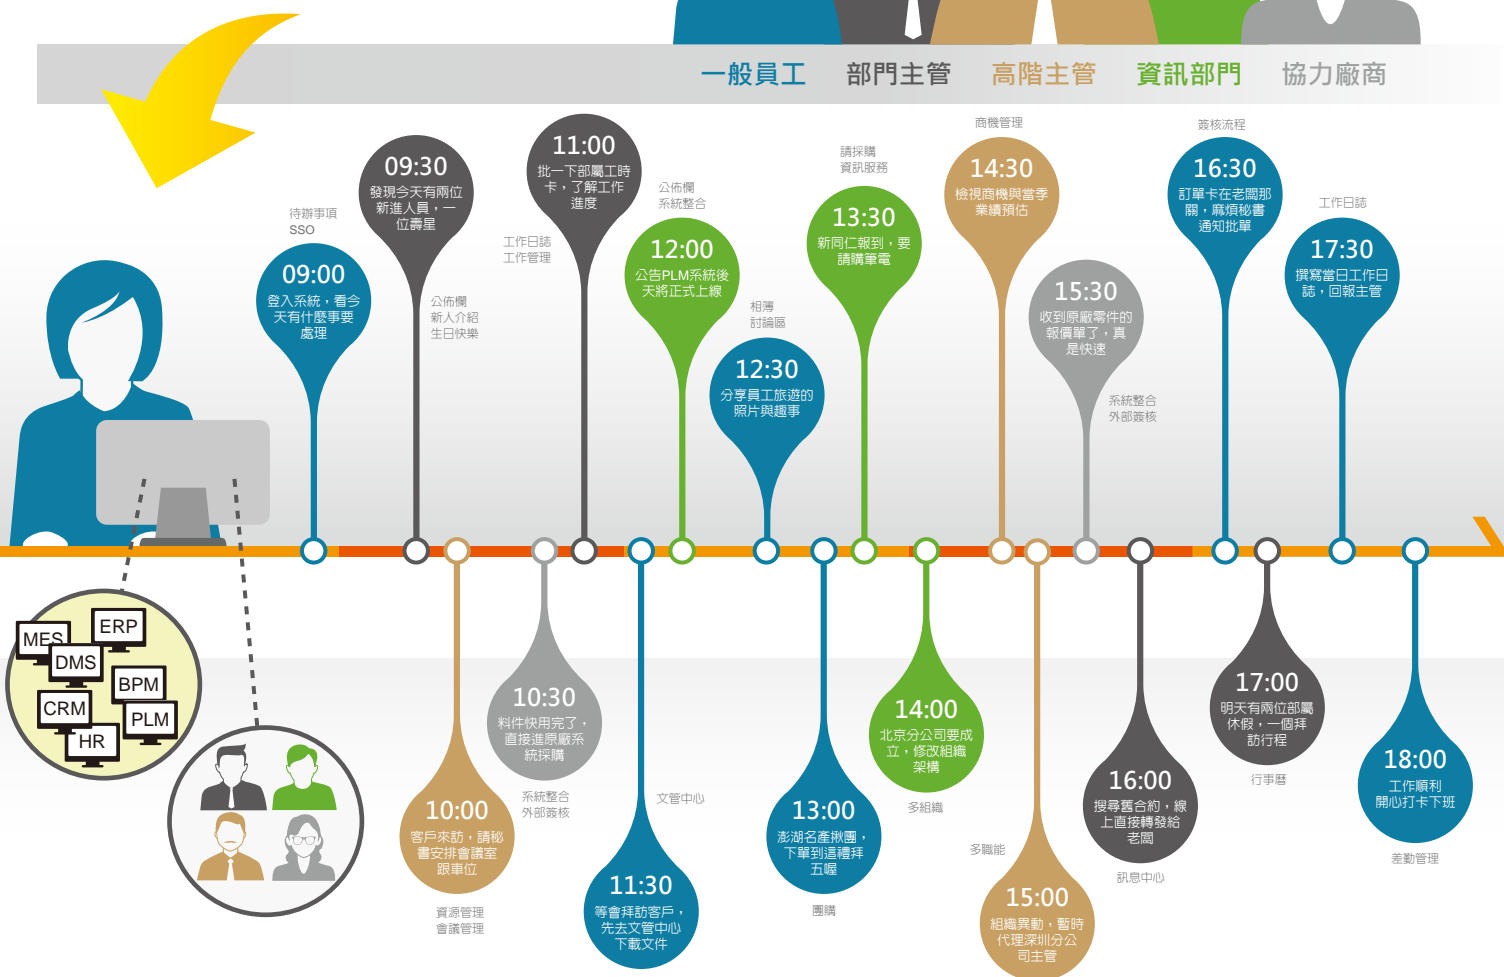 一般員工
部門主管
高階主管
資訊部門
協力廠商
待辦事項
SSO
09:00
登入系統，看今
天有什麼事要
處理
09:30
發現今天有兩位
新進人員，一
位壽星
公佈欄
新人介紹
生日快樂
10:00
客戶來訪，請秘
書安排會議室
跟車位
資源管理
會議管理
10:30
料件快用完了，
直接進原廠系
統採購
系統整合
外部簽核
11:00
批一下部屬工時
卡，了解工作
進度
工作日誌
工作管理
11:30
等會拜訪客戶，
先去文管中心
下載文件
文管中心
公佈欄
系統整合
12:00
公告PLM系統後
天將正式上線
相簿
討論區
12:30
分享員工旅遊的
照片與趣事
13:00
澎湖名產揪團，
下單到這禮拜
五喔
團購
請採購
資訊服務
13:30
新同仁報到，要
請購筆電
14:00
北京分公司要成
立，修改組織
架構
多組織
商機管理
14:30
檢視商機與當季
業績預估
多職能
15:00
組織異動，暫時
代理深圳分公
司主管
15:30
收到原廠零件的
報價單了，真
是快速
系統整合
外部簽核
16:00
搜尋舊合約，線
上直接轉發給
老闆
訊息中心
簽核流程
16:30
訂單卡在老闆那
關，麻煩秘書
通知批單
17:00
明天有兩位部屬
休假，一個拜
訪行程
行事曆
工作日誌
17:30
撰寫當日工作日
誌，回報主管
18:00
工作順利
開心打卡下班
差勤管理
MES
ERP
DMS
BPM
CRM
PLM
HR